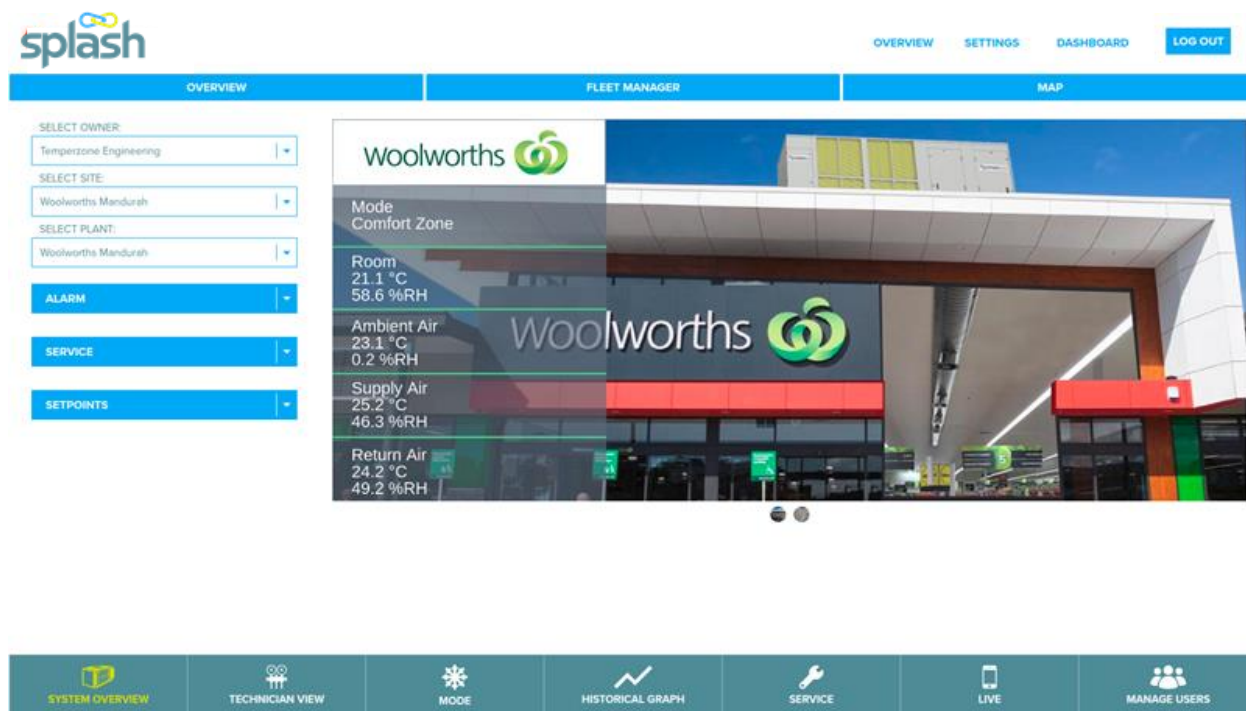 splash
OVERVIEW
SETTINGS
DASHBOARD
LOG OUT
OVERVIEW
FLEET MANAGER
MAP
SELECT OWNER:
Temperzone Engineering
SELECT SITE:
Woolworths Mandurah
SELECT PLANT:
Woolworths Mandurah
ALARM
SERVICE
SETPOINTS
Woolworths
Mode
Comfort Zone
Room
21.1 °C
58.6 %RH
Ambient Air
23.1 °C
0.2 %RH
Supply Air
25.2 °C
46.3 %RH
Return Air
24.2 °C
49.2 %RH
Woolworths
5
SYSTEM OVERVIEW
TECHNICIAN VIEW
MODE
HISTORICAL GRAPH
SERVICE
LIVE
MANAGE USERS